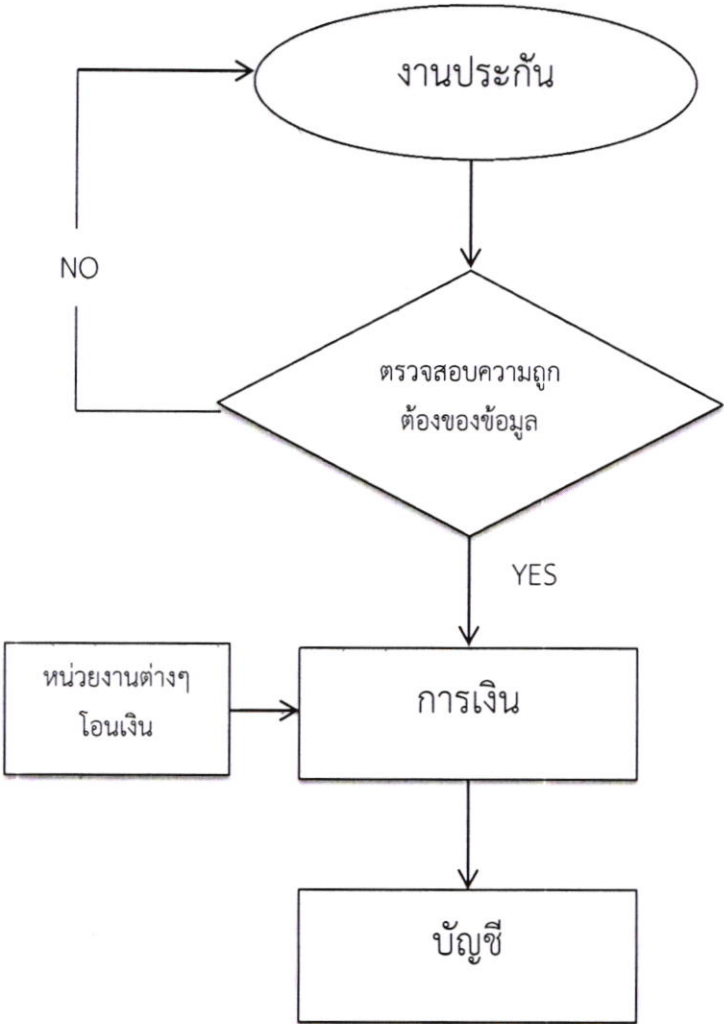 งานประกัน
NO
ตรวจสอบความถูก
ต้องของข้อมูล
YES
หน่วยงานต่างๆ
โอนเงิน
การเงิน
บัญชี